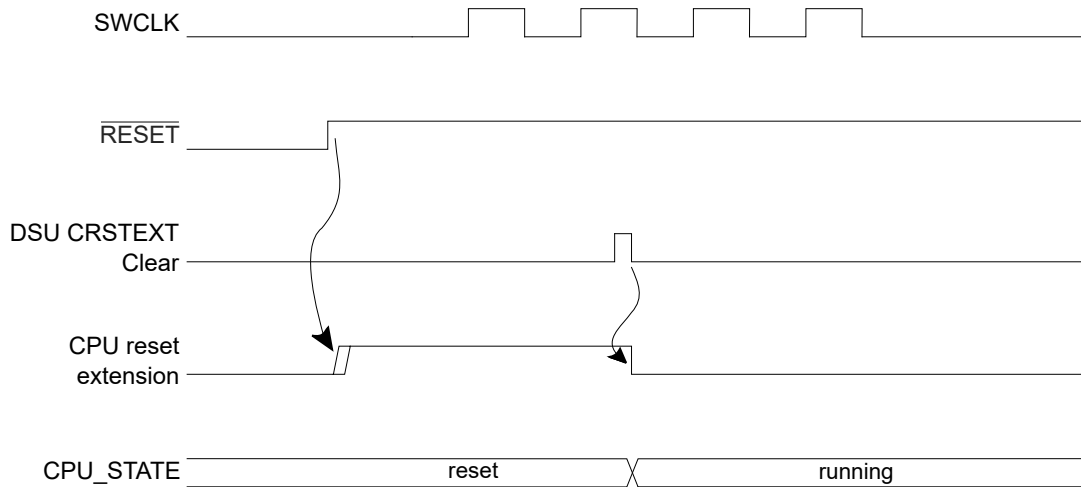 SWCLK
RESET
DSU CRSTEXT
Clear
CPU reset
extension
CPU_STATE reset running